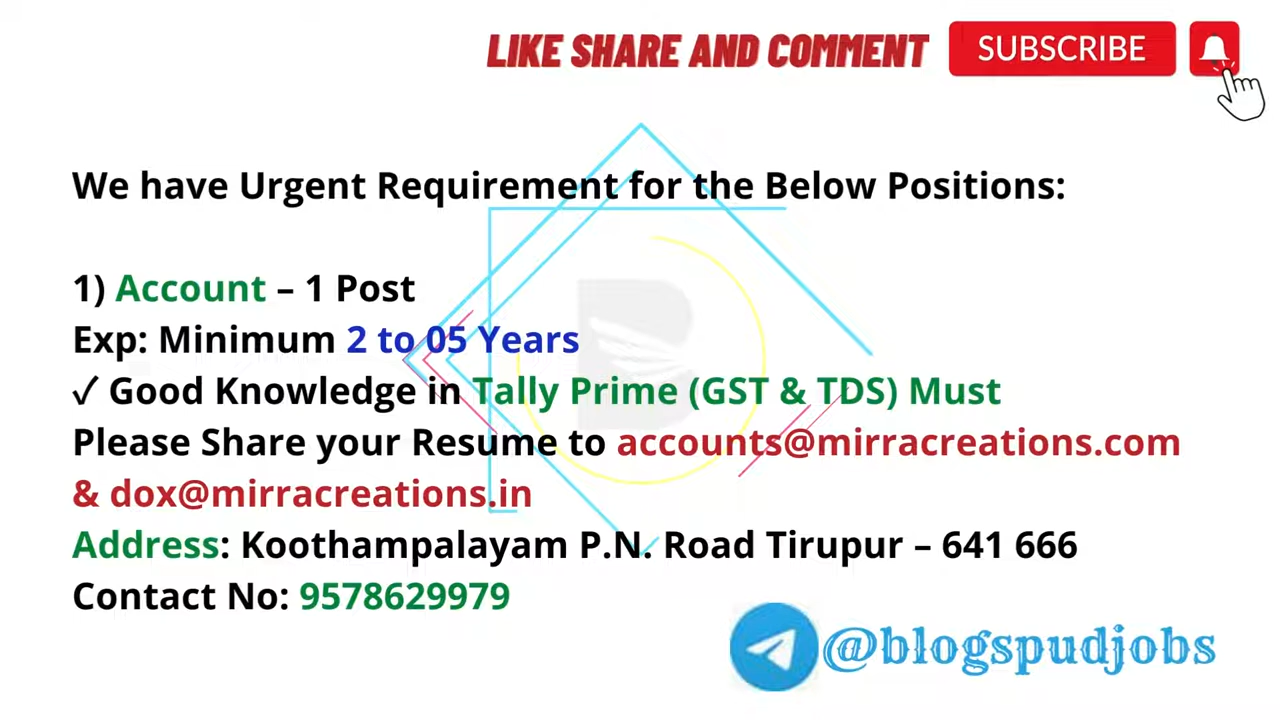 LIKE SHARE AND COMMENT SUBSCRIBE
We have Urgent Requirement for the Below Positions:
1) Account – 1 Post
Exp: Minimum 2 to 05 Years
✓ Good Knowledge in Tally Prime (GST & TDS) Must
Please Share your Resume to accounts@mirracreations.com
& dox@mirracreations.in
Address: Koothampalayam P.N. Road Tirupur – 641 666
Contact No: 9578629979
@blogspudjobs